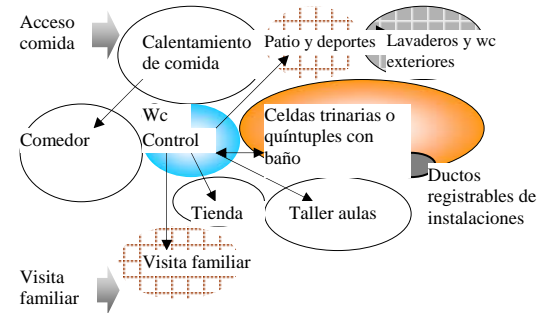 Acceso
comida
Calentamiento
de comida
Patio y deportes
Lavaderos y wc
exteriores
Wc
Control
Comedor
Celdas trinarias o
quíntuples con
baño
Ductos
registrables de
instalaciones
Tienda
Taller aulas
Visita familiar
Visita
familiar